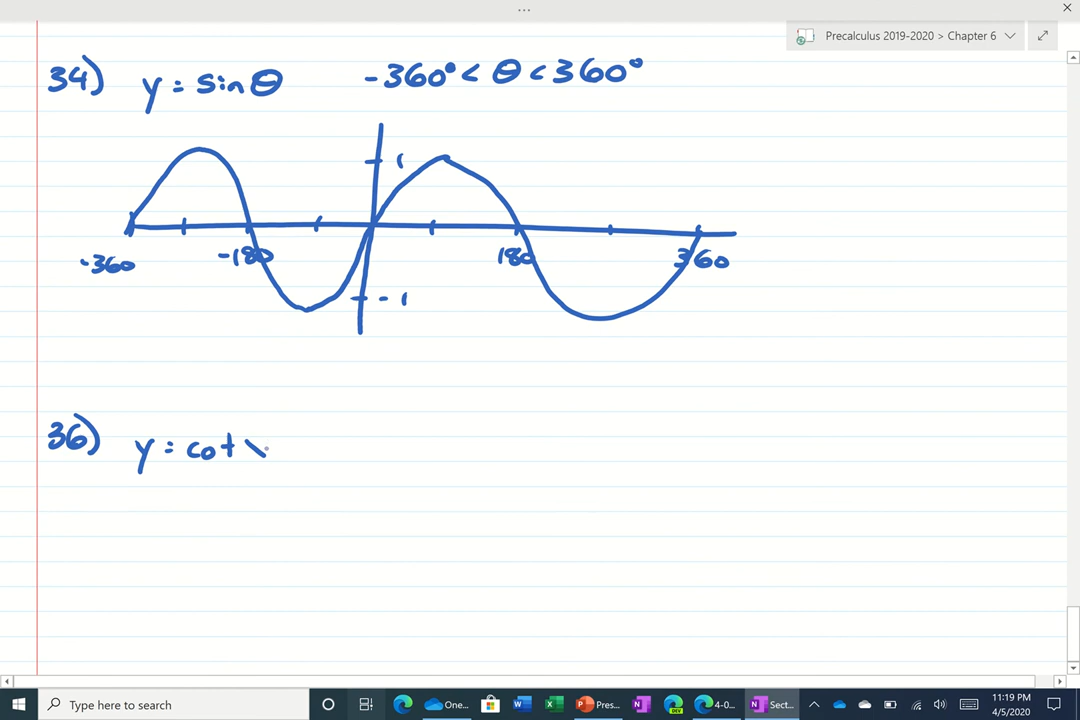 ...
Precalculus 2019-2020 > Chapter 6
34) y = sin θ -360° < θ < 360°
1
-360 -180 180 360
-1
36) y = cot
Type here to search
One... Pres... 4-0... Sect...
11:19 PM
4/5/2020